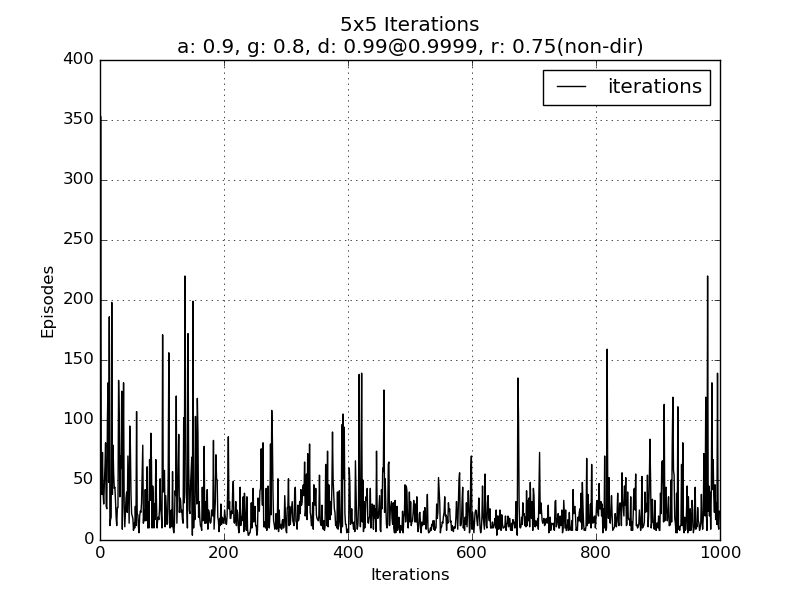 5x5 Iterations
a: 0.9, g: 0.8, d: 0.99@0.9999, r: 0.75(non-dir)
400
iterations
350
300
250
200
150
100
50
0
Episodes
0 200 400 600 800 1000
Iterations